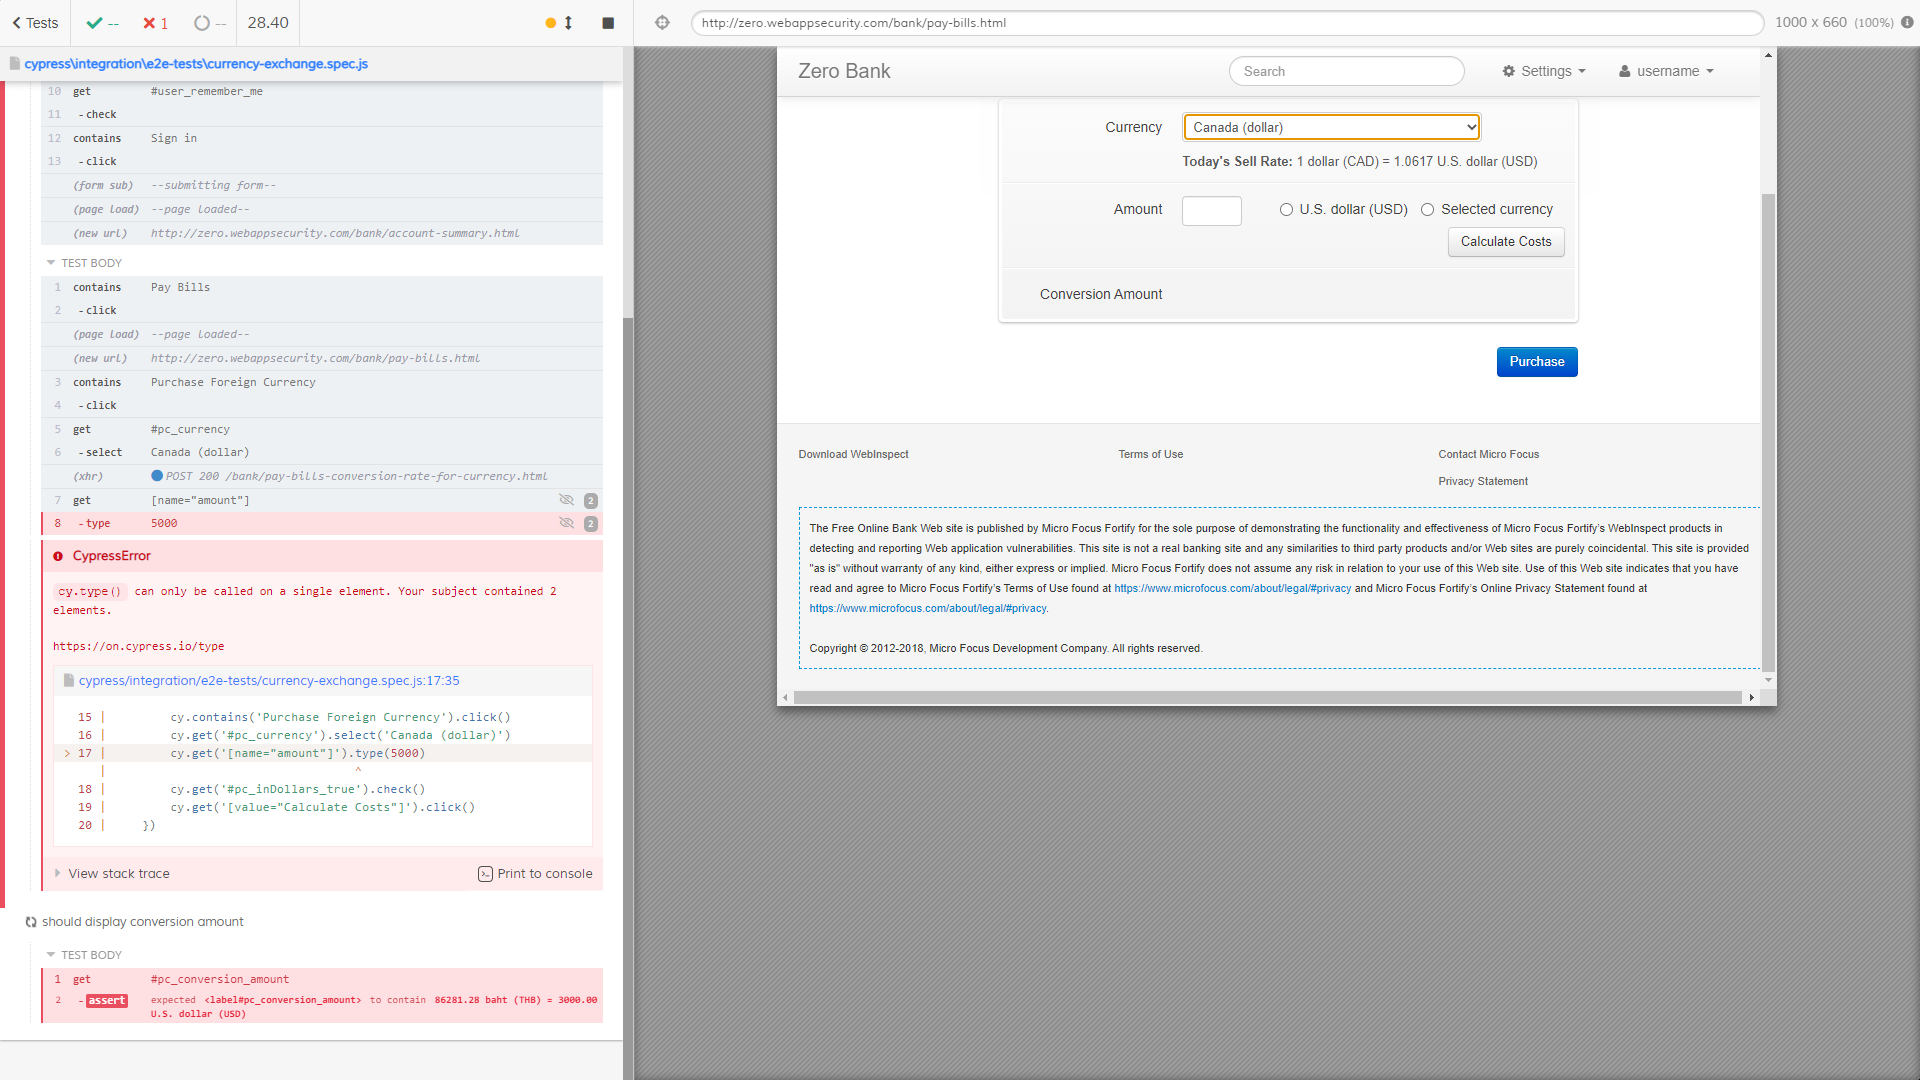 Tests
--
1
--
28.40
http://zero.webappsecurity.com/bank/pay-bills.html
1000 x 660 (100%)
cypress\integration\e2e-tests\currency-exchange.spec.js
10 get #user_remember_me
11 -check
12 contains Sign in
13 -click
(form sub) --submitting form--
(page load) --page loaded--
(new url) http://zero.webappsecurity.com/bank/account-summary.html
TEST BODY
1 contains Pay Bills
2 -click
(page load) --page loaded--
(new url) http://zero.webappsecurity.com/bank/pay-bills.html
3 contains Purchase Foreign Currency
4 -click
5 get #pc_currency
6 -select Canada (dollar)
(xhr) POST 200 /bank/pay-bills-conversion-rate-for-currency.html
7 get [name="amount"] 2
8 -type 5000 2
CypressError
cy.type() can only be called on a single element. Your subject contained 2
elements.
https://on.cypress.io/type
cypress/integration/e2e-tests/currency-exchange.spec.js:17:35
15 | cy.contains('Purchase Foreign Currency').click()
16 | cy.get('#pc_currency').select('Canada (dollar)')
> 17 | cy.get('[name="amount"]').type(5000)
| ^
18 | cy.get('#pc_inDollars_true').check()
19 | cy.get('[value="Calculate Costs"]').click()
20 | })
View stack trace
Print to console
should display conversion amount
TEST BODY
1 get #pc_conversion_amount
2 -assert expected <label#pc_conversion_amount> to contain 86281.28 baht (THB) = 3000.00
U.S. dollar (USD)
Zero Bank
Search
Settings
username
Currency
Canada (dollar)
Today's Sell Rate: 1 dollar (CAD) = 1.0617 U.S. dollar (USD)
Amount
U.S. dollar (USD)
Selected currency
Calculate Costs
Conversion Amount
Purchase
Download WebInspect
Terms of Use
Contact Micro Focus
Privacy Statement
The Free Online Bank Web site is published by Micro Focus Fortify for the sole purpose of demonstrating the functionality and effectiveness of Micro Focus Fortify's WebInspect products in
detecting and reporting Web application vulnerabilities. This site is not a real banking site and any similarities to third party products and/or Web sites are purely coincidental. This site is provided
"as is" without warranty of any kind, either express or implied. Micro Focus Fortify does not assume any risk in relation to your use of this Web site. Use of this Web site indicates that you have
read and agree to Micro Focus Fortify's Terms of Use found at https://www.microfocus.com/about/legal/#privacy and Micro Focus Fortify's Online Privacy Statement found at
https://www.microfocus.com/about/legal/#privacy.
Copyright © 2012-2018, Micro Focus Development Company. All rights reserved.